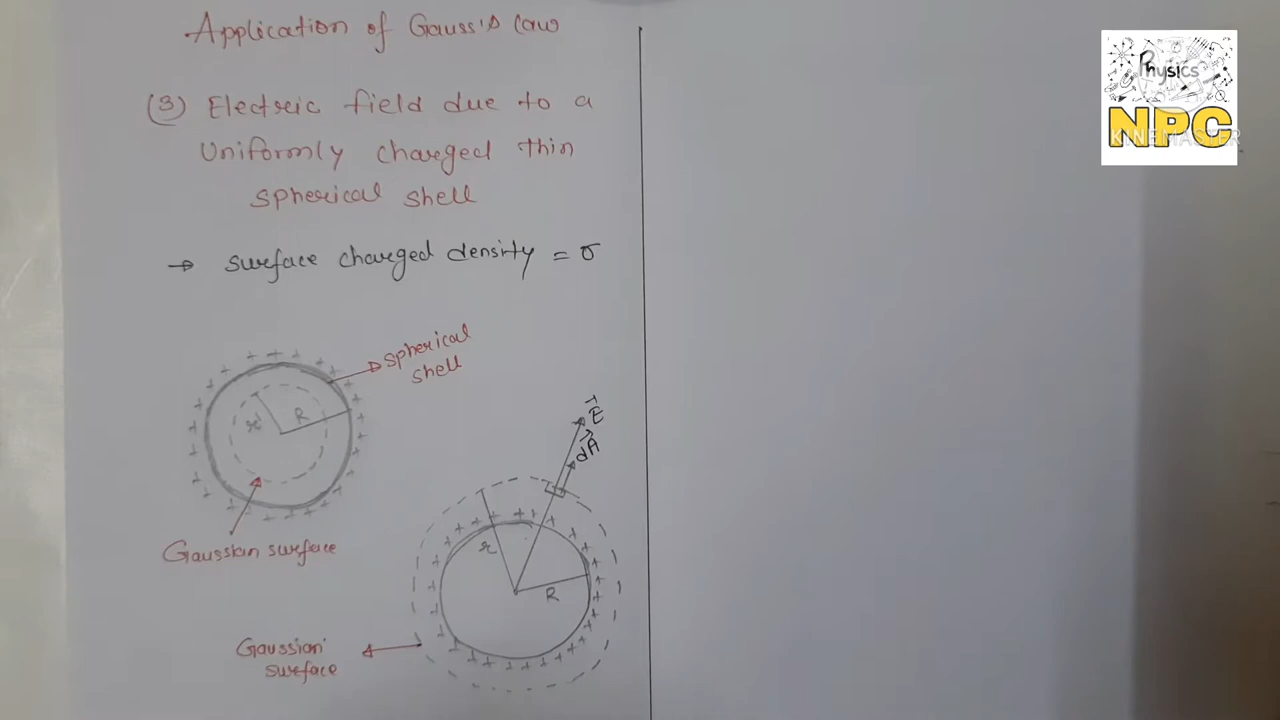 Application of Gauss's law
(3) Electric field due to a
Uniformly charged thin
spherical shell
→ surface charged density = σ
spherical
shell
r'
R
Gaussian surface
E
dA
r
R
Gaussian
surface
Physics
NPC
KINEMASTER